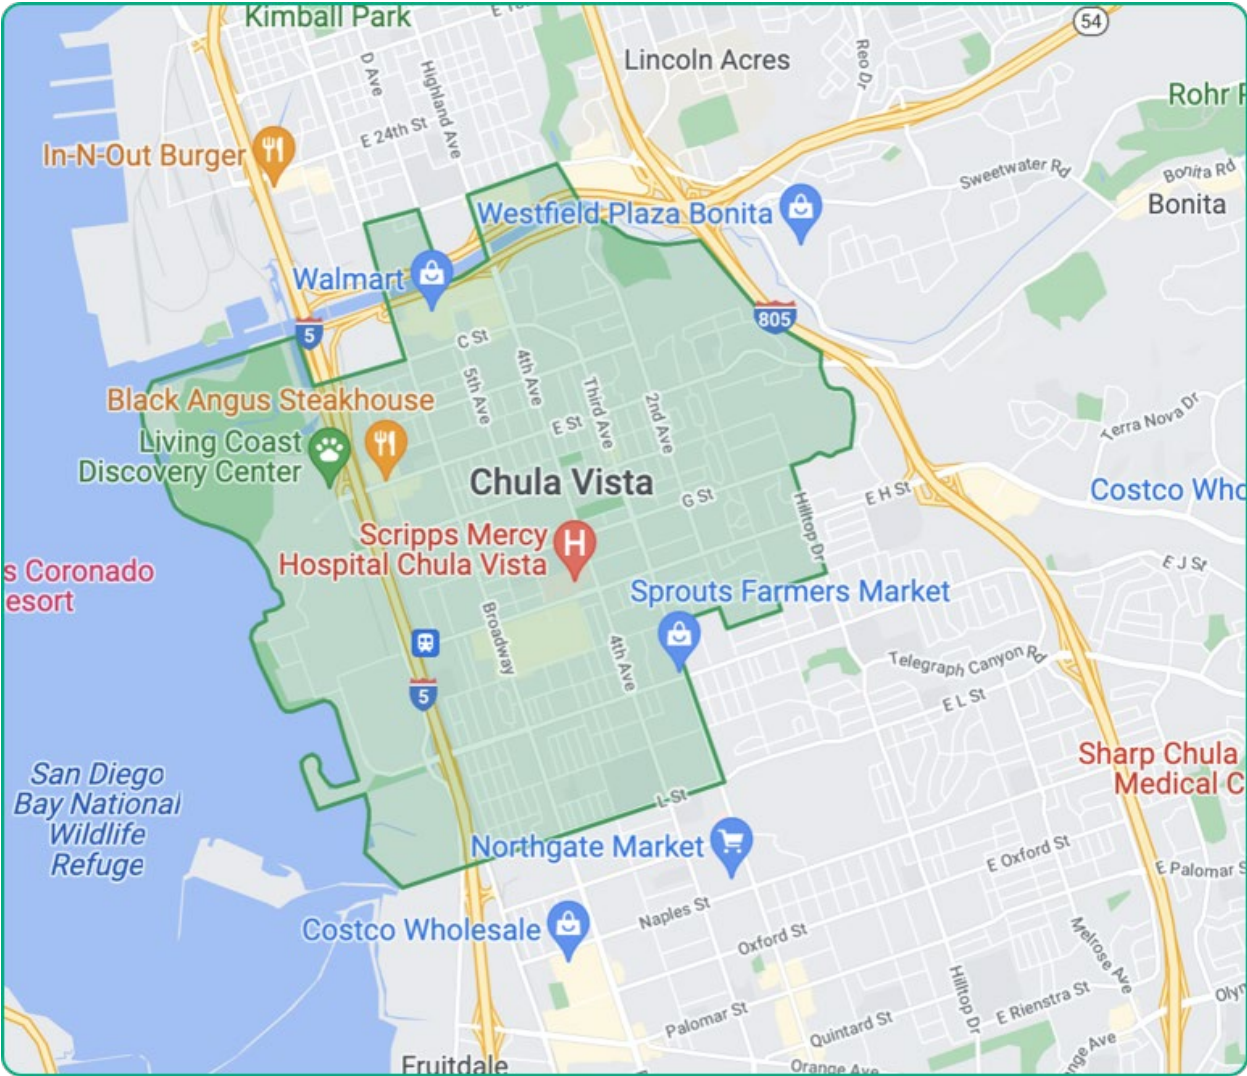 Kimball Park
54
Lincoln Acres
D Ave
Highland Ave
Reo Dr
Rohr
E 24th St
In-N-Out Burger
Sweetwater Rd
Bonita Rd
Bonita
Westfield Plaza Bonita
Walmart
5
805
C St
4th Ave
5th Ave
Third Ave
2nd Ave
Black Angus Steakhouse
E St
Terra Nova Dr
Living Coast
Discovery Center
Chula Vista
G St
E H St
Costco Who
Hilltop Dr
Scripps Mercy
Hospital Chula Vista
H
s Coronado
esort
E J St
Sprouts Farmers Market
Broadway
4th Ave
Telegraph Canyon Rd
5
E L St
Sharp Chula
Medical C
San Diego
Bay National
Wildlife
Refuge
L St
Northgate Market
E Oxford St
E Palomar S
Naples St
Costco Wholesale
Oxford St
Melrose Ave
Hilltop Dr
E Rienstra St
Olyn
Palomar St
Quintard St
nge Ave
Fruitdale
Orange Ave